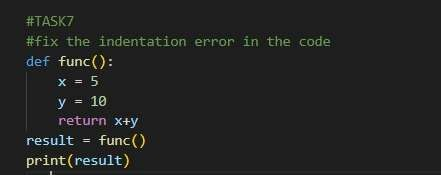 #TASK7
#fix the indentation error in the code
def func():
    x = 5
    y = 10
    return x+y
result = func()
print(result)